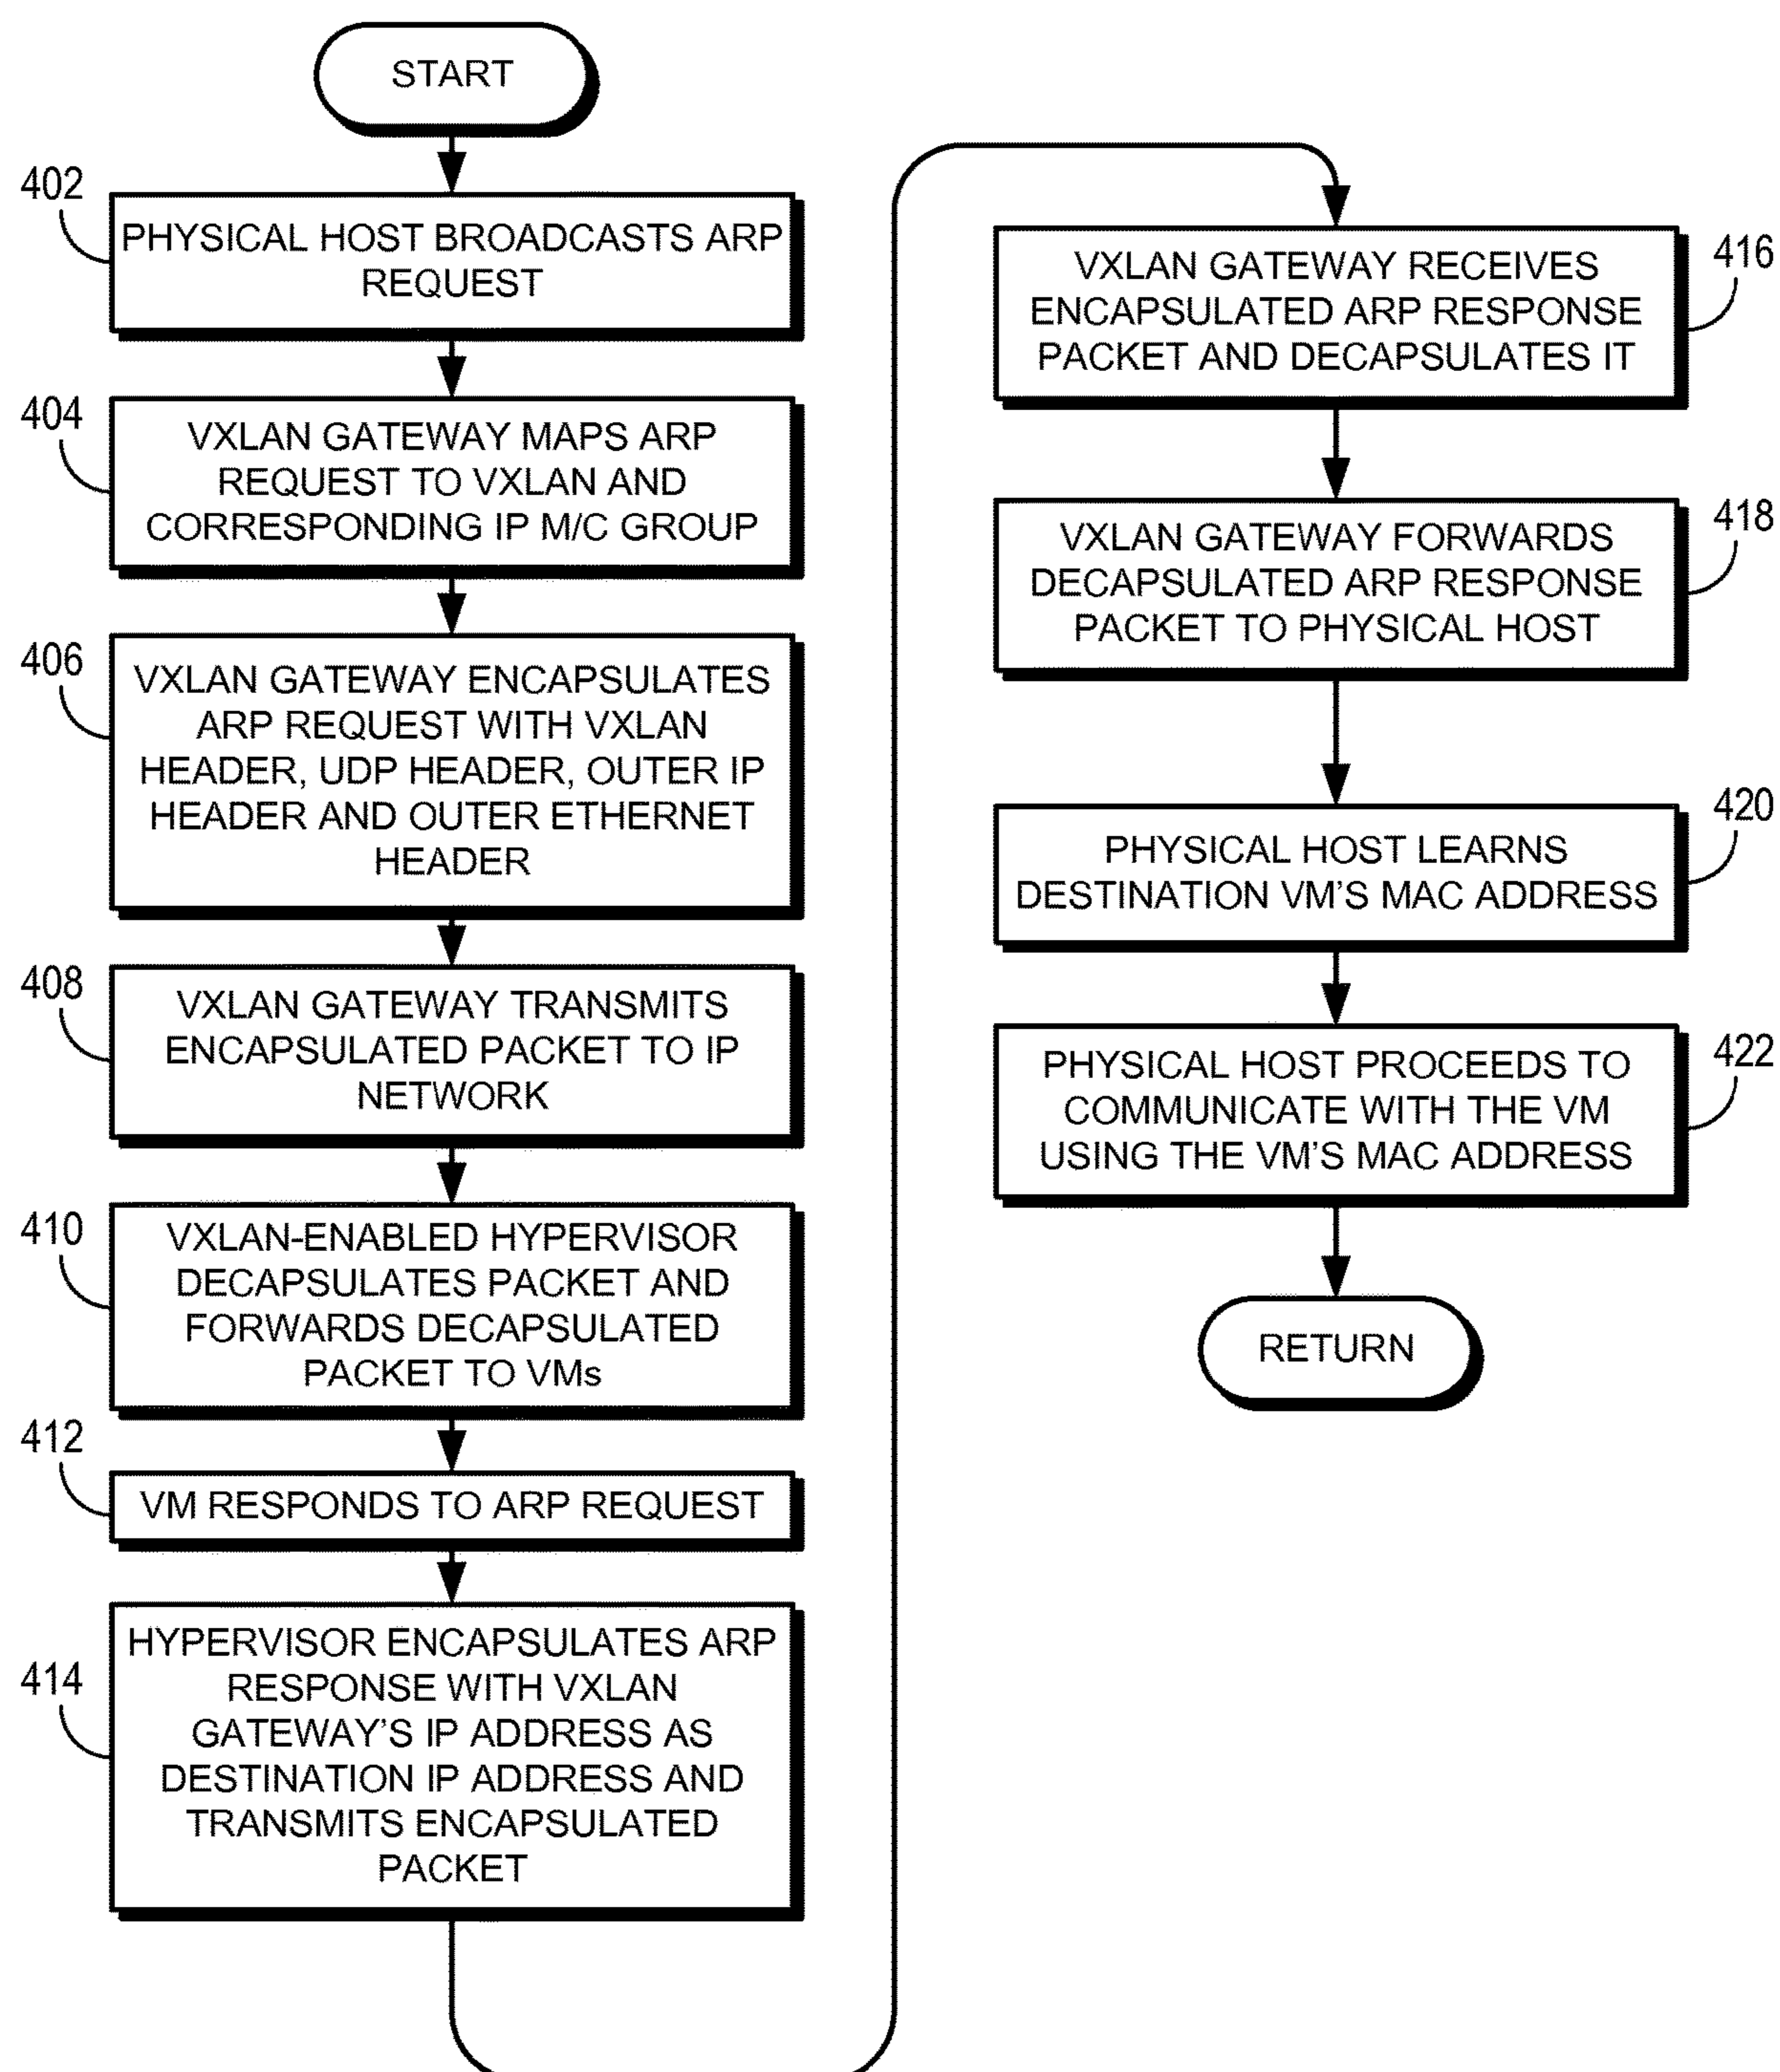 START
402
PHYSICAL HOST BROADCASTS ARP
REQUEST
404
VXLAN GATEWAY MAPS ARP
REQUEST TO VXLAN AND
CORRESPONDING IP M/C GROUP
406
VXLAN GATEWAY ENCAPSULATES
ARP REQUEST WITH VXLAN
HEADER, UDP HEADER, OUTER IP
HEADER AND OUTER ETHERNET
HEADER
408
VXLAN GATEWAY TRANSMITS
ENCAPSULATED PACKET TO IP
NETWORK
410
VXLAN-ENABLED HYPERVISOR
DECAPSULATES PACKET AND
FORWARDS DECAPSULATED
PACKET TO VMs
412
VM RESPONDS TO ARP REQUEST
414
HYPERVISOR ENCAPSULATES ARP
RESPONSE WITH VXLAN
GATEWAY'S IP ADDRESS AS
DESTINATION IP ADDRESS AND
TRANSMITS ENCAPSULATED
PACKET
416
VXLAN GATEWAY RECEIVES
ENCAPSULATED ARP RESPONSE
PACKET AND DECAPSULATES IT
418
VXLAN GATEWAY FORWARDS
DECAPSULATED ARP RESPONSE
PACKET TO PHYSICAL HOST
420
PHYSICAL HOST LEARNS
DESTINATION VM'S MAC ADDRESS
422
PHYSICAL HOST PROCEEDS TO
COMMUNICATE WITH THE VM
USING THE VM'S MAC ADDRESS
RETURN